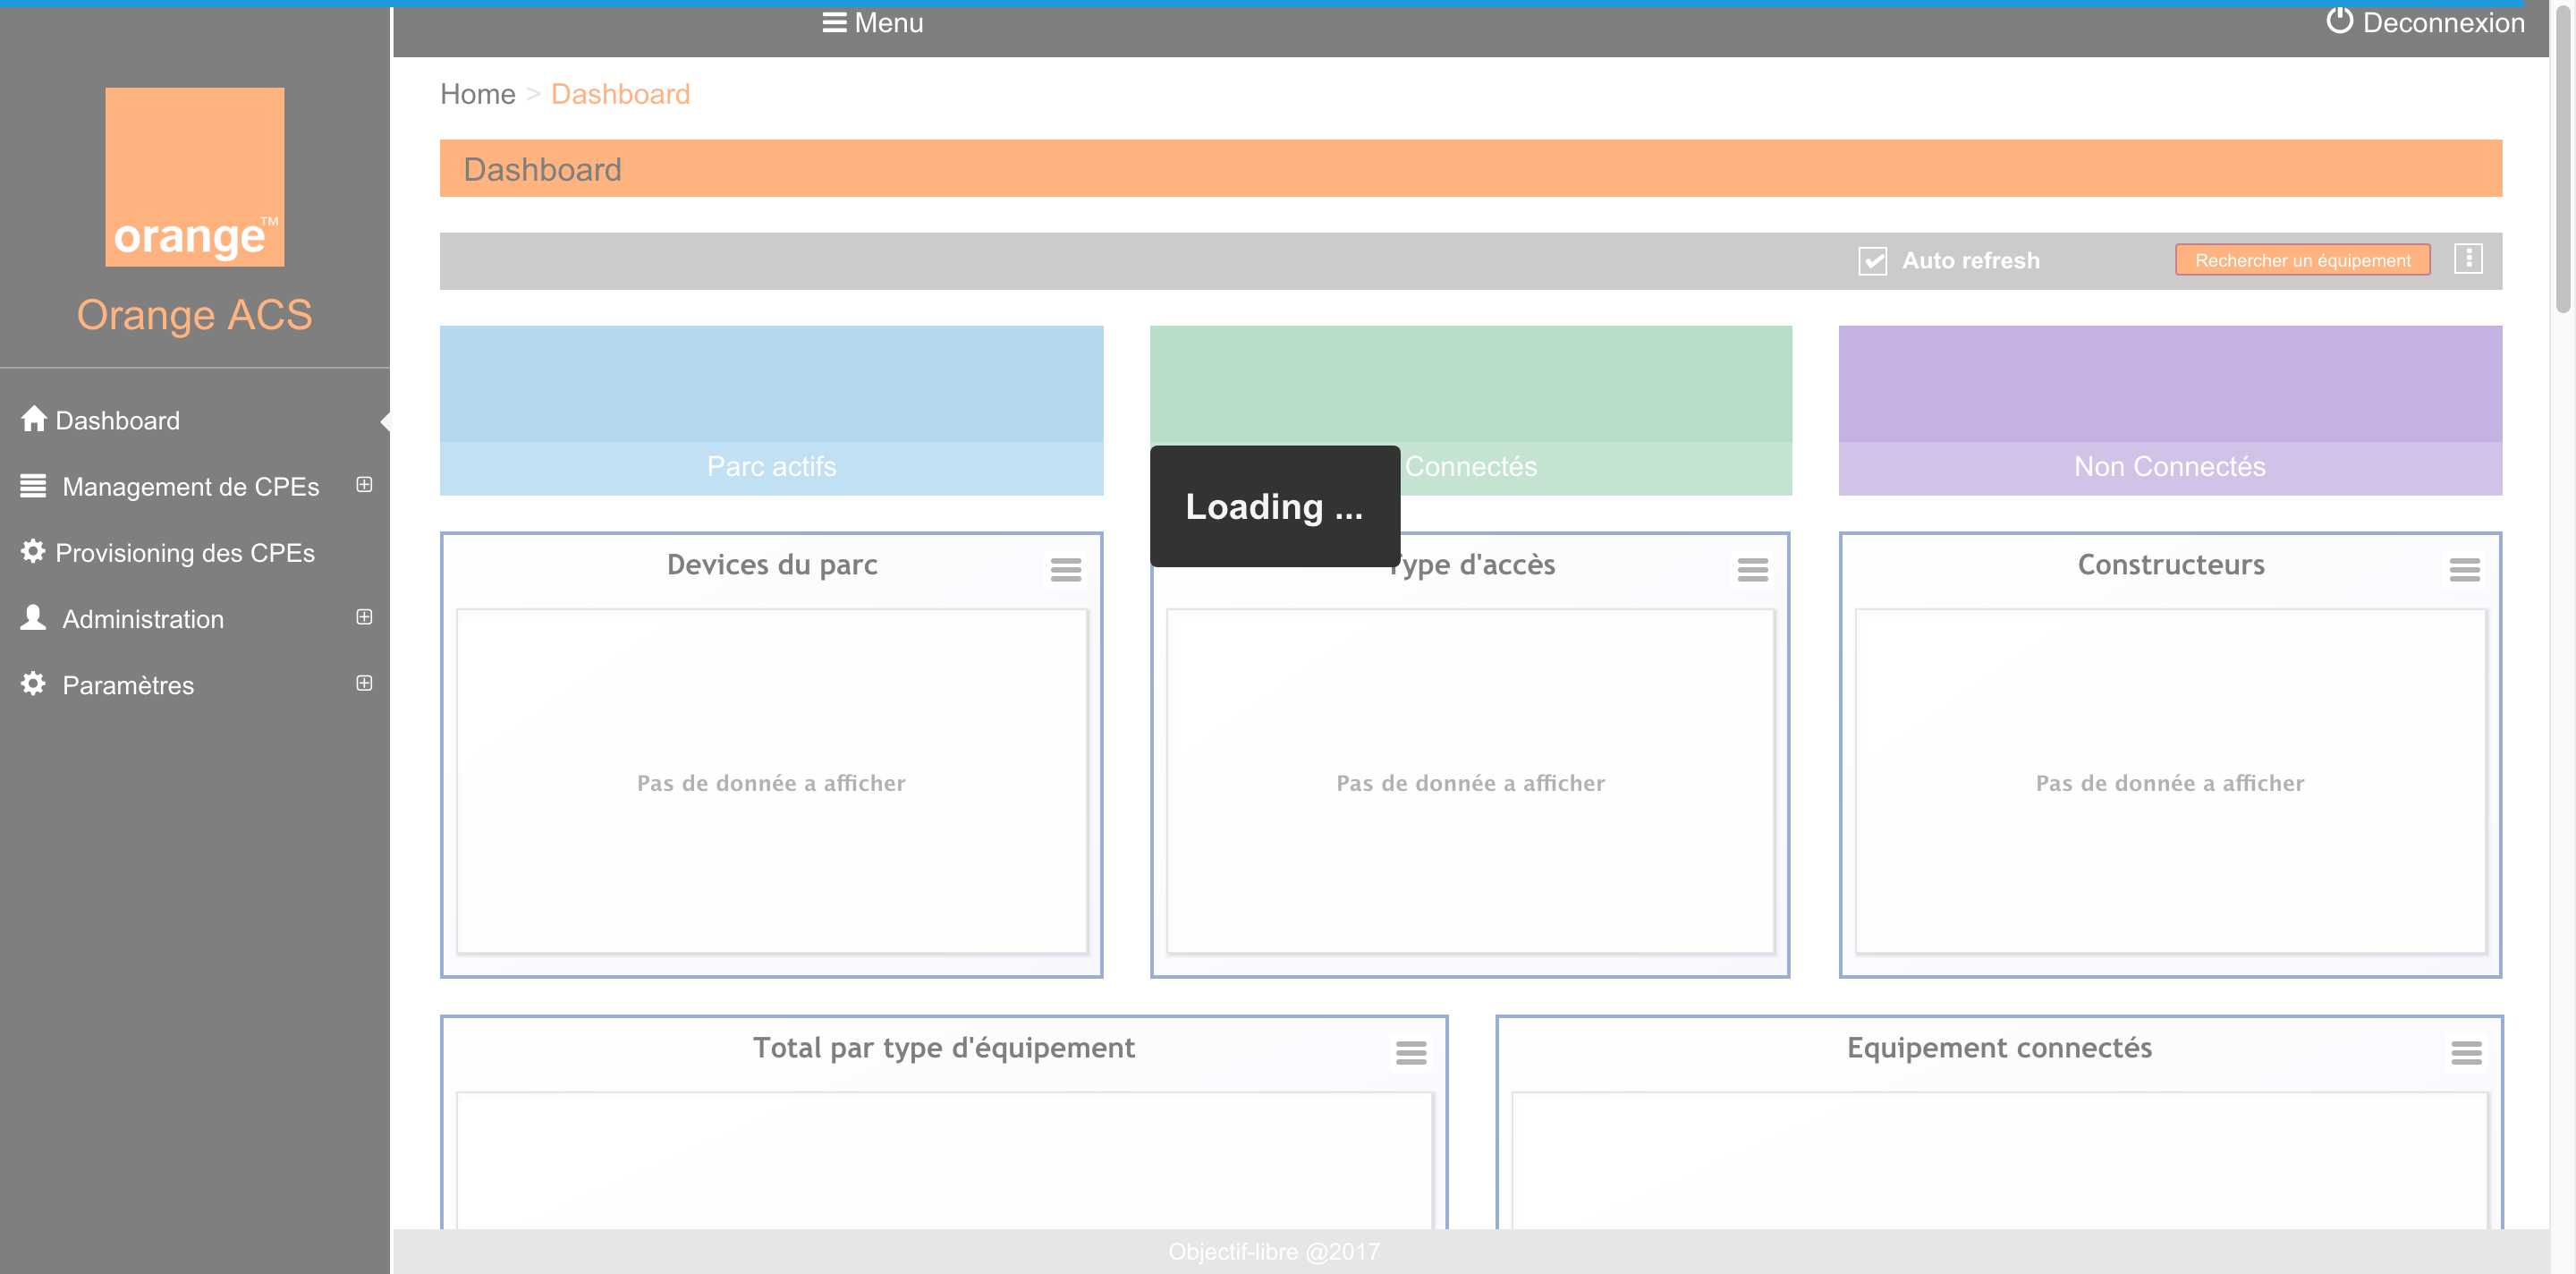 Menu
Deconnexion
Home > Dashboard
Dashboard
orange™
Orange ACS
Auto refresh
Rechercher un équipement
Dashboard
Management de CPEs
Provisioning des CPEs
Administration
Paramètres
Parc actifs
Connectés
Non Connectés
Loading ...
Devices du parc
Type d'accès
Constructeurs
Pas de donnée a afficher
Pas de donnée a afficher
Pas de donnée a afficher
Total par type d'équipement
Equipement connectés
Objectif-libre @2017